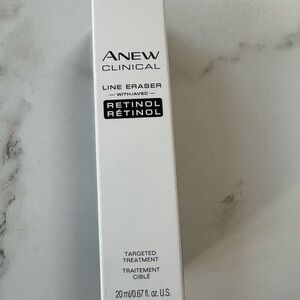 ANEW
CLINICAL
LINE ERASER
— WITH/AVEC —
RETINOL
RÉTINOL
TARGETED
TREATMENT
TRAITEMENT
CIBLÉ
20 ml/0.67 fl. oz. U.S.